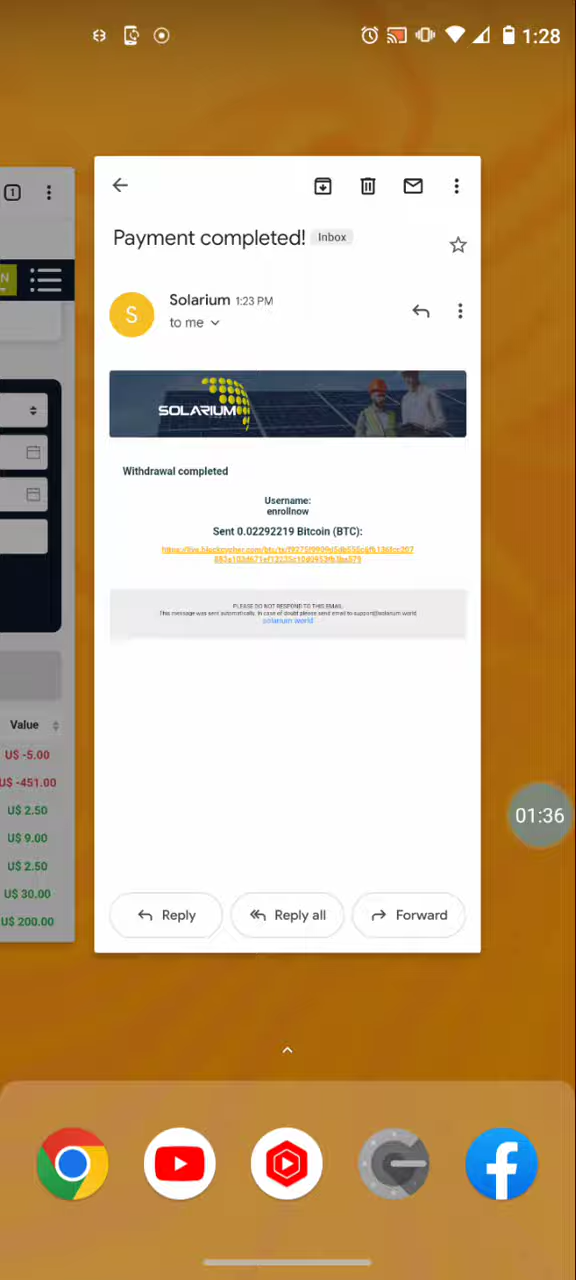 1:28
1
N
Payment completed! Inbox
S
Solarium 1:23 PM
to me
SOLARIUM
Withdrawal completed
Username:
enrollnow
Sent 0.02292219 Bitcoin (BTC):
PLEASE DO NOT RESPOND TO THIS EMAIL
This message was sent automatically. In case of doubt please send email to support@solarium.world
solarium.world
Value
U$ -5.00
U$ -451.00
U$ 2.50
U$ 9.00
U$ 2.50
U$ 30.00
U$ 200.00
01:36
Reply
Reply all
Forward